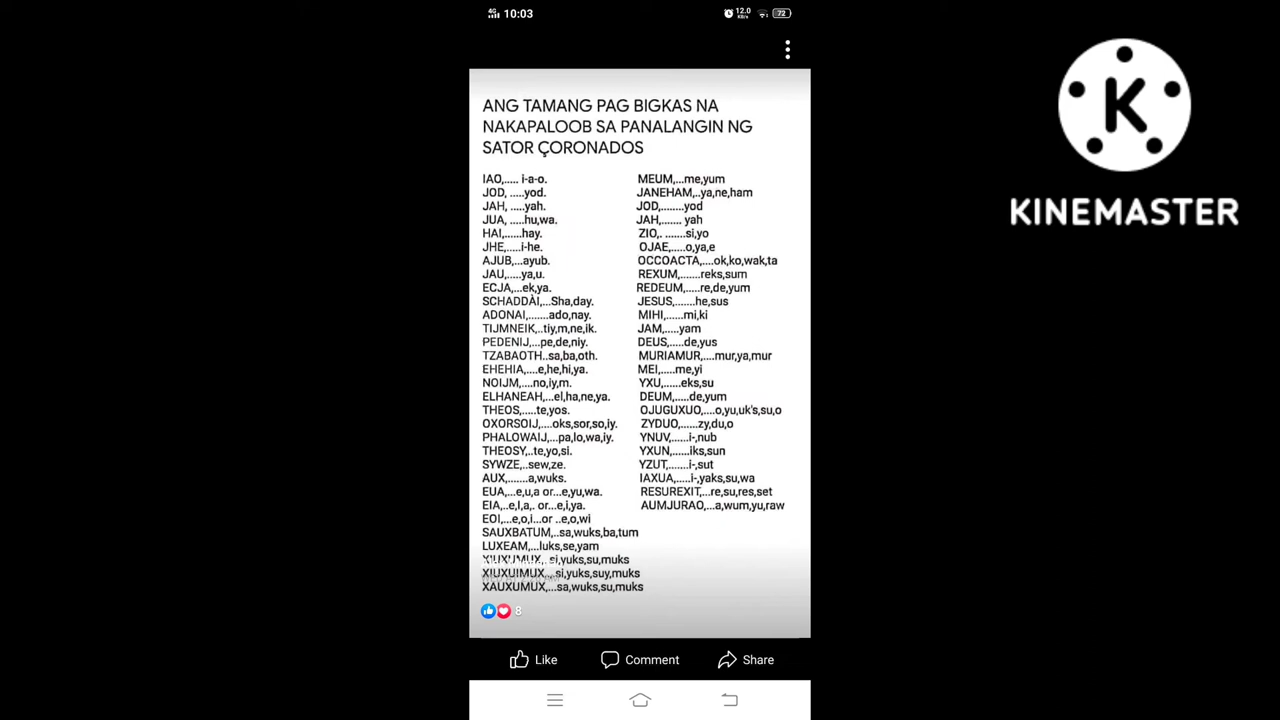 4G 10:03 12.0 KB/s 72
ANG TAMANG PAG BIGKAS NA
NAKAPALOOB SA PANALANGIN NG
SATOR ÇORONADOS
IAO,..... i-a-o.
JOD, .....yod.
JAH, .....yah.
JUA, .....hu,wa.
HAI,......hay.
JHE,.....i-he.
AJUB,...ayub.
JAU,.....ya,u.
ECJA,...ek,ya.
SCHADDAI,...Sha,day.
ADONAI,.......ado,nay.
TIJMNEIK,..tiy,m,ne,ik.
PEDENIJ,...pe,de,niy.
TZABAOTH..sa,ba,oth.
EHEHIA,....e,he,hi,ya.
NOIJM,....no,iy,m.
ELHANEAH,...el,ha,ne,ya.
THEOS,.....te,yos.
OXORSOIJ,....oks,sor,so,iy.
PHALOWAIJ,...pa,lo,wa,iy.
THEOSY,..te,yo,si.
SYWZE,..sew,ze.
AUX,.......a,wuks.
EUA,...e,u,a or...e,yu,wa.
EIA,..e,I,a,. or...e,i,ya.
EOI,...e,o,i...or ..e,o,wi
SAUXBATUM,..sa,wuks,ba,tum
LUXEAM,...luks,se,yam
XIUXUMUX,...si,yuks,su,muks
XIUXUIMUX,...si,yuks,suy,muks
XAUXUMUX,...sa,wuks,su,muks
MEUM,...me,yum
JANEHAM,..ya,ne,ham
JOD,........yod
JAH,....... yah
ZIO,. .......si,yo
OJAE,.....o,ya,e
OCCOACTA,....ok,ko,wak,ta
REXUM,.......reks,sum
REDEUM,.....re,de,yum
JESUS,.......he,sus
MIHI,......mi,ki
JAM,.....yam
DEUS,.....de,yus
MURIAMUR,....mur,ya,mur
MEI,.....me,yi
YXU,......eks,su
DEUM,.....de,yum
OJUGUXUO,....o,yu,uk's,su,o
ZYDUO,......zy,du,o
YNUV,......i-,nub
YXUN,......iks,sun
YZUT,.......i-,sut
IAXUA,......i-,yaks,su,wa
RESUREXIT,...re,su,res,set
AUMJURAO,...a,wum,yu,raw
8
Like Comment Share
K
KINEMASTER